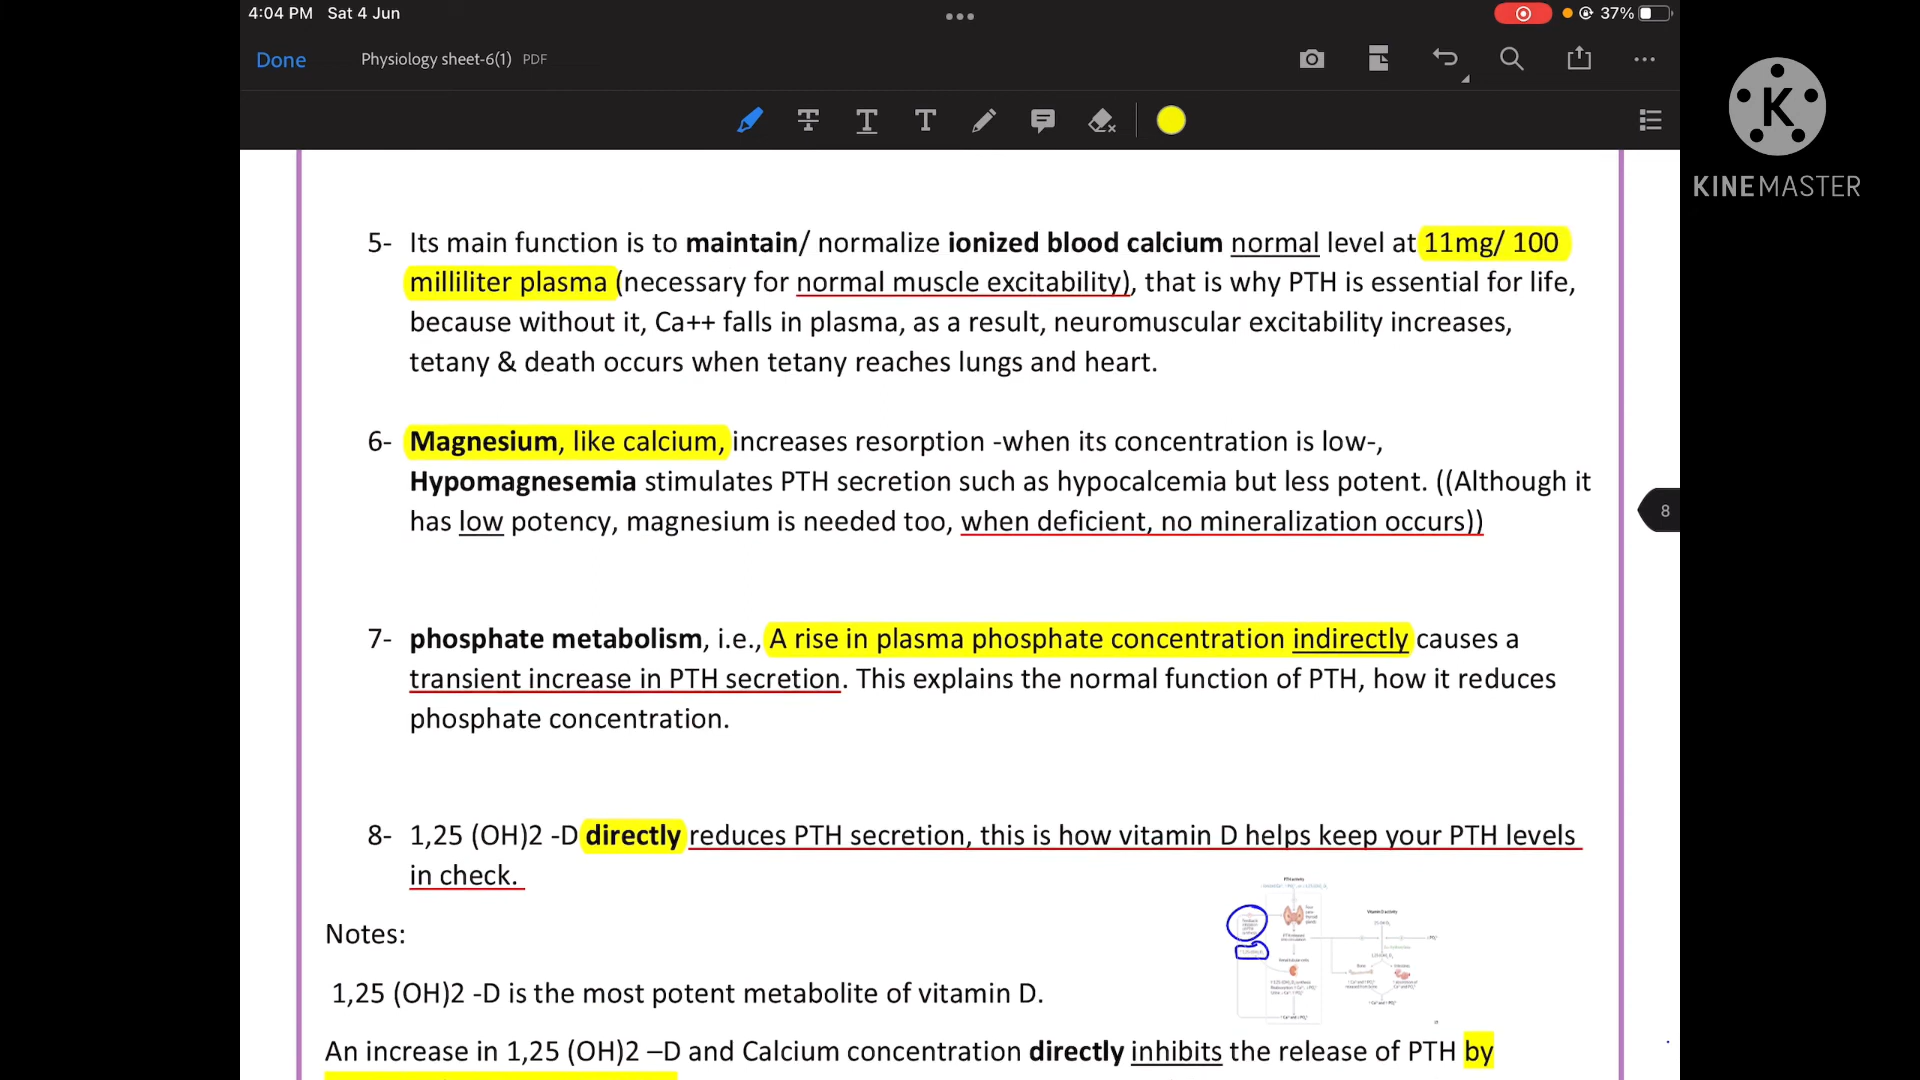 4:04 PM Sat 4 Jun
37%
Done
Physiology sheet-6(1) PDF
KINEMASTER
5- Its main function is to maintain/ normalize ionized blood calcium normal level at 11mg/ 100
milliliter plasma (necessary for normal muscle excitability), that is why PTH is essential for life,
because without it, Ca++ falls in plasma, as a result, neuromuscular excitability increases,
tetany & death occurs when tetany reaches lungs and heart.
6- Magnesium, like calcium, increases resorption -when its concentration is low-,
Hypomagnesemia stimulates PTH secretion such as hypocalcemia but less potent. ((Although it
has low potency, magnesium is needed too, when deficient, no mineralization occurs))
8
7- phosphate metabolism, i.e., A rise in plasma phosphate concentration indirectly causes a
transient increase in PTH secretion. This explains the normal function of PTH, how it reduces
phosphate concentration.
8- 1,25 (OH)2 -D directly reduces PTH secretion, this is how vitamin D helps keep your PTH levels
in check.
PTH activity
Vitamin D activity
Notes:
1,25 (OH)2 -D is the most potent metabolite of vitamin D.
An increase in 1,25 (OH)2 –D and Calcium concentration directly inhibits the release of PTH by